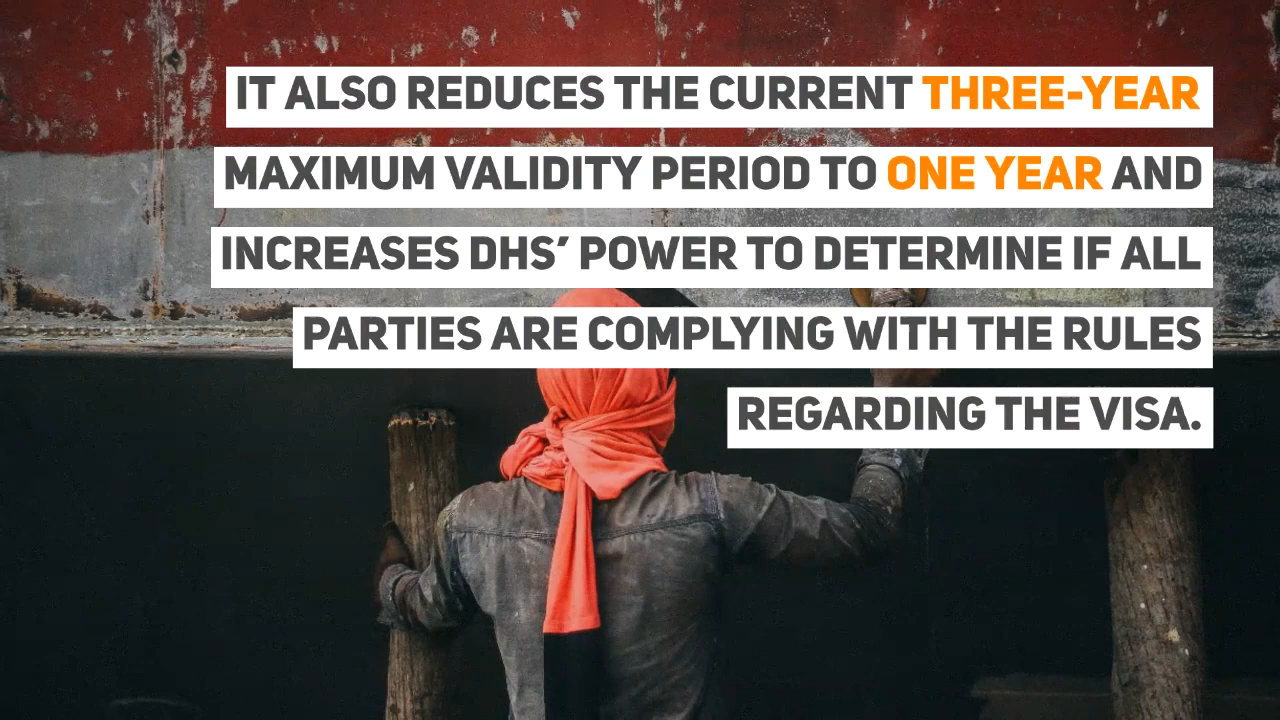 IT ALSO REDUCES THE CURRENT THREE-YEAR
MAXIMUM VALIDITY PERIOD TO ONE YEAR AND
INCREASES DHS’ POWER TO DETERMINE IF ALL
PARTIES ARE COMPLYING WITH THE RULES
REGARDING THE VISA.